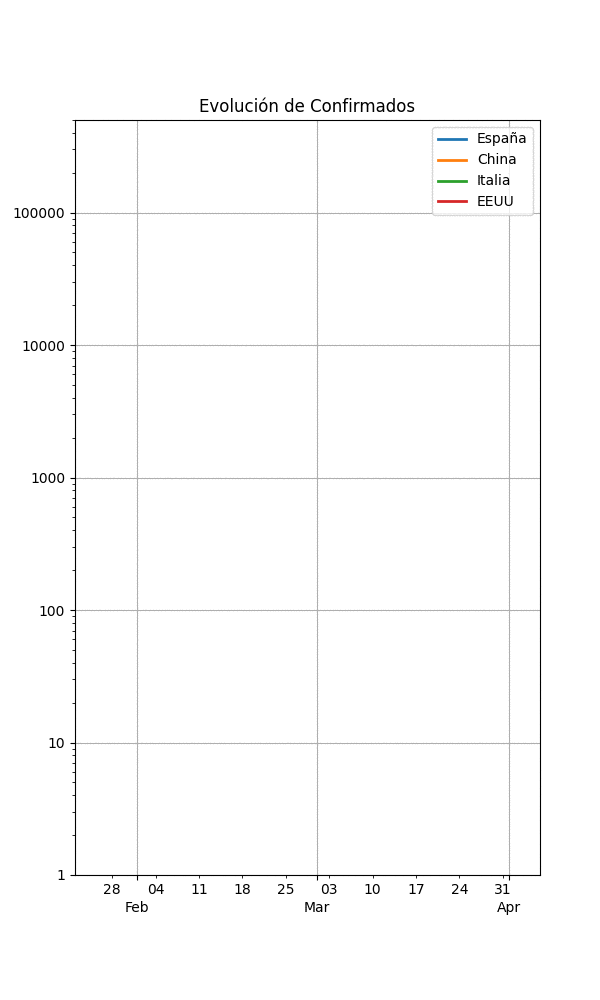 Evolución de Confirmados
España
China
Italia
EEUU
100000
10000
1000
100
10
1
28 04 11 18 25 03 10 17 24 31
Feb Mar Apr